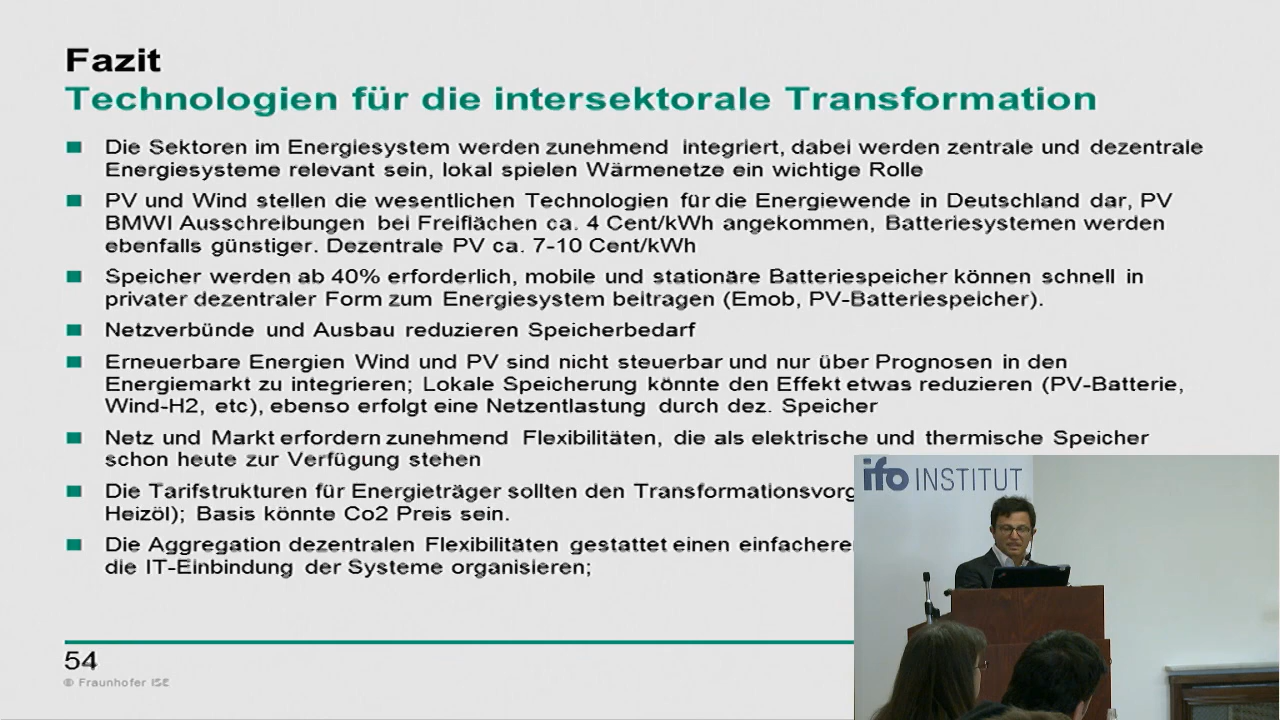 Fazit
Technologien für die intersektorale Transformation
Die Sektoren im Energiesystem werden zunehmend integriert, dabei werden zentrale und dezentrale
Energiesysteme relevant sein, lokal spielen Wärmenetze ein wichtige Rolle
PV und Wind stellen die wesentlichen Technologien für die Energiewende in Deutschland dar, PV
BMWI Ausschreibungen bei Freiflächen ca. 4 Cent/kWh angekommen, Batteriesystemen werden
ebenfalls günstiger. Dezentrale PV ca. 7-10 Cent/kWh
Speicher werden ab 40% erforderlich, mobile und stationäre Batteriespeicher können schnell in
privater dezentraler Form zum Energiesystem beitragen (Emob, PV-Batteriespeicher).
Netzverbünde und Ausbau reduzieren Speicherbedarf
Erneuerbare Energien Wind und PV sind nicht steuerbar und nur über Prognosen in den
Energiemarkt zu integrieren; Lokale Speicherung könnte den Effekt etwas reduzieren (PV-Batterie,
Wind-H2, etc), ebenso erfolgt eine Netzentlastung durch dez. Speicher
Netz und Markt erfordern zunehmend Flexibilitäten, die als elektrische und thermische Speicher
schon heute zur Verfügung stehen
Die Tarifstrukturen für Energieträger sollten den Transformationsvorg
Heizöl); Basis könnte Co2 Preis sein.
Die Aggregation dezentralen Flexibilitäten gestattet einen einfachere
die IT-Einbindung der Systeme organisieren;
54
© Fraunhofer ISE
ifo INSTITUT